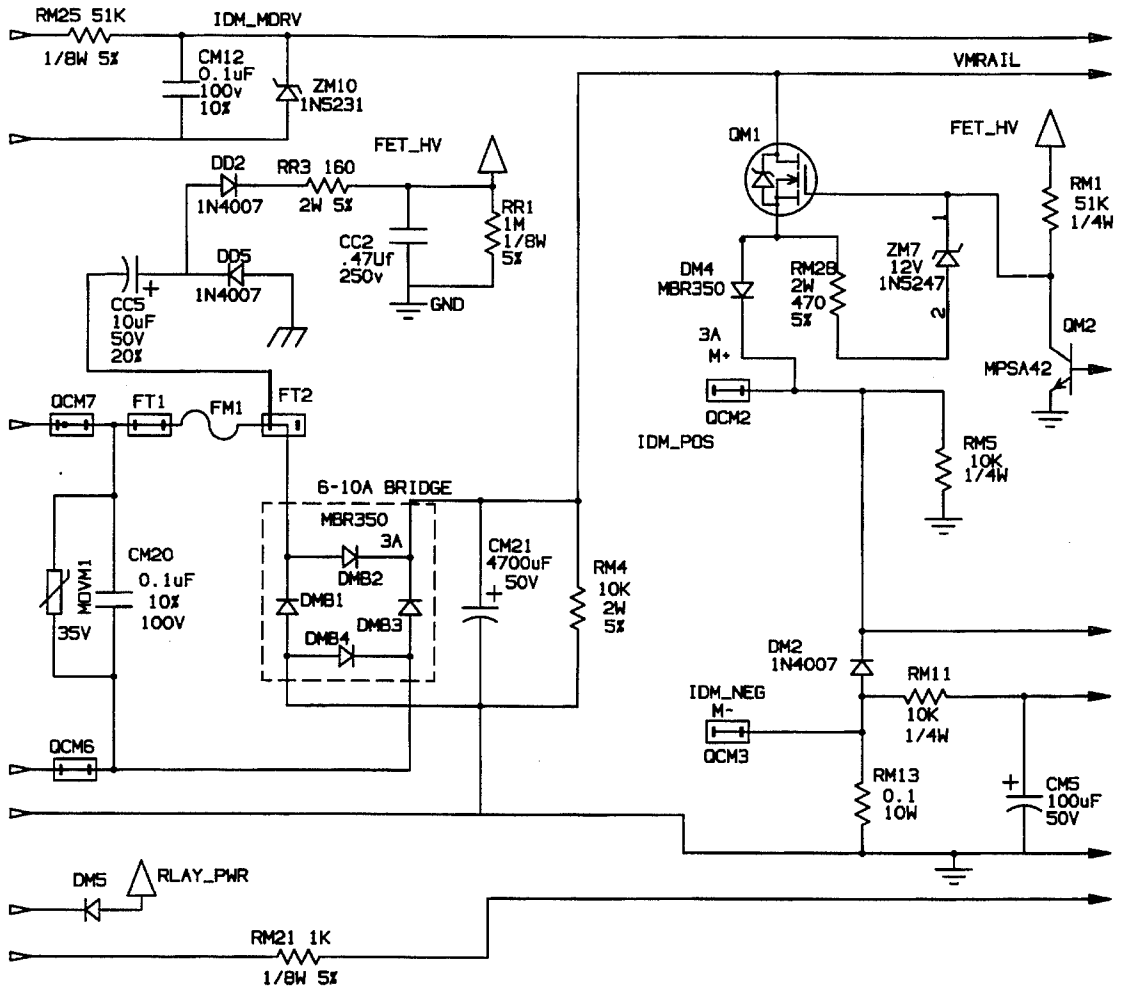 RM25 51K
1/8W 5%
IDM_MDRV
CM12
0.1uF
100v
10%
ZM10
1N5231
VMRAIL
FET_HV
DD2
1N4007
RR3 160
2W 5%
RR1
1M
1/8W
5%
CC2
.47Uf
250v
GND
DD5
1N4007
CC5
10uF
50V
20%
QM1
FET_HV
RM1
51K
1/4W
1
ZM7
12V
1N5247
2
DM4
MBR350
RM28
2W
470
5%
3A
M+
QCM2
IDM_POS
QM2
MPSA42
RM5
10K
1/4W
QCM7
FT1
FM1
FT2
6-10A BRIDGE
MBR350
3A
DMB2
DMB1
DMB3
DMB4
MOVM1
35V
CM20
0.1uF
10%
100V
CM21
4700uF
50V
RM4
10K
2W
5%
QCM6
DM2
1N4007
IDM_NEG
M-
QCM3
RM11
10K
1/4W
RM13
0.1
10W
CM5
100uF
50V
DM5
RLAY_PWR
RM21 1K
1/8W 5%